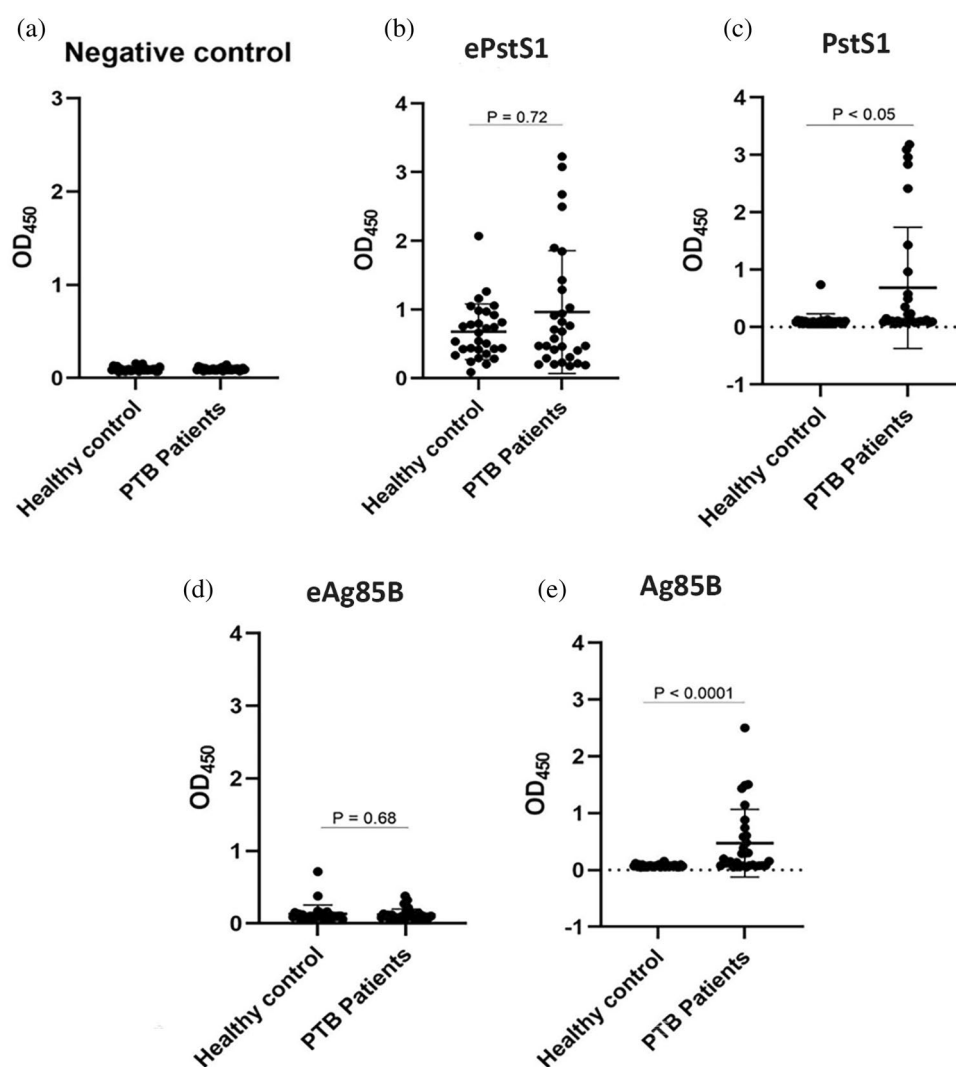 (a)
Negative control
3
2
1
0
OD450
Healthy control
PTB Patients
(b)
ePstS1
4
3
2
1
0
OD450
P = 0.72
Healthy control
PTB Patients
(c)
PstS1
4
3
2
1
0
-1
OD450
P < 0.05
Healthy control
PTB Patients
(d)
eAg85B
4
3
2
1
0
OD450
P = 0.68
Healthy control
PTB Patients
(e)
Ag85B
4
3
2
1
0
-1
OD450
P < 0.0001
Healthy control
PTB Patients